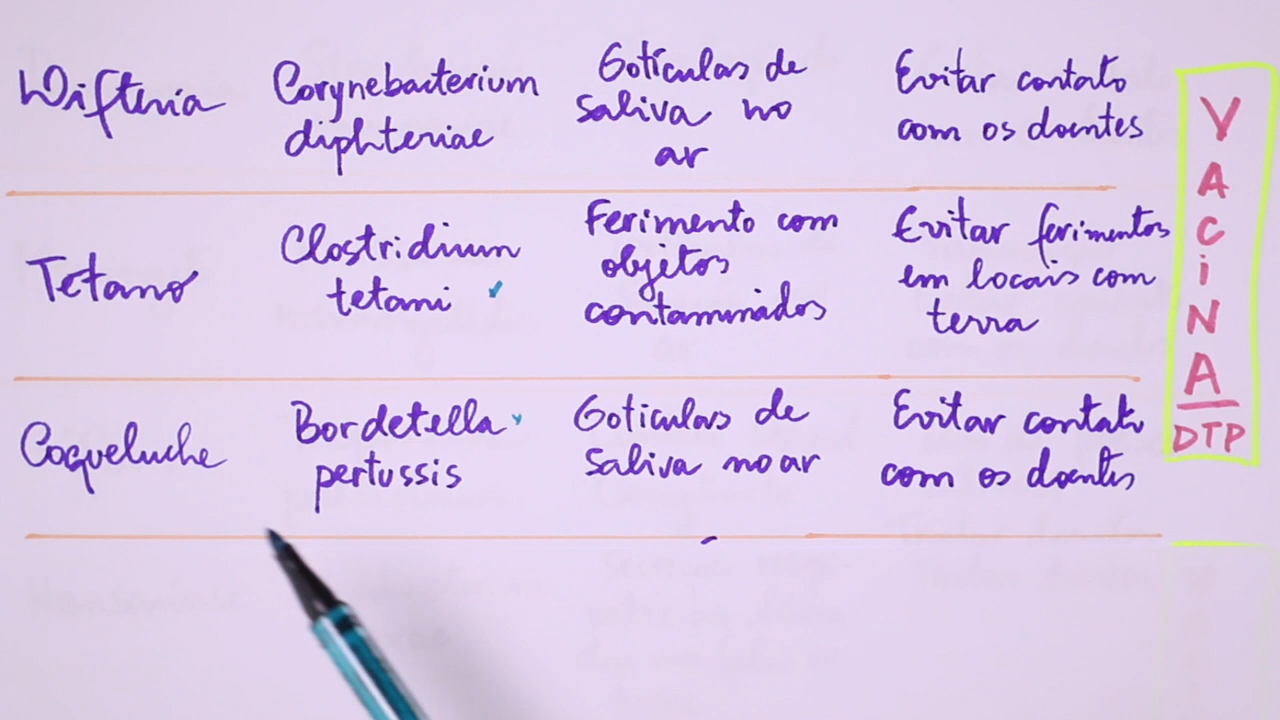 Difteria
Corynebacterium
diphteriae
Gotículas de
saliva no
ar
Evitar contato
com os doentes
Tetano
Clostridium
tetami
Ferimento com
objetos
contaminados
Evitar ferimentos
em locais com
terra
Coqueluche
Bordetella
pertussis
Goticulas de
saliva no ar
Evitar contato
com os doentes
VACiNA
DTP